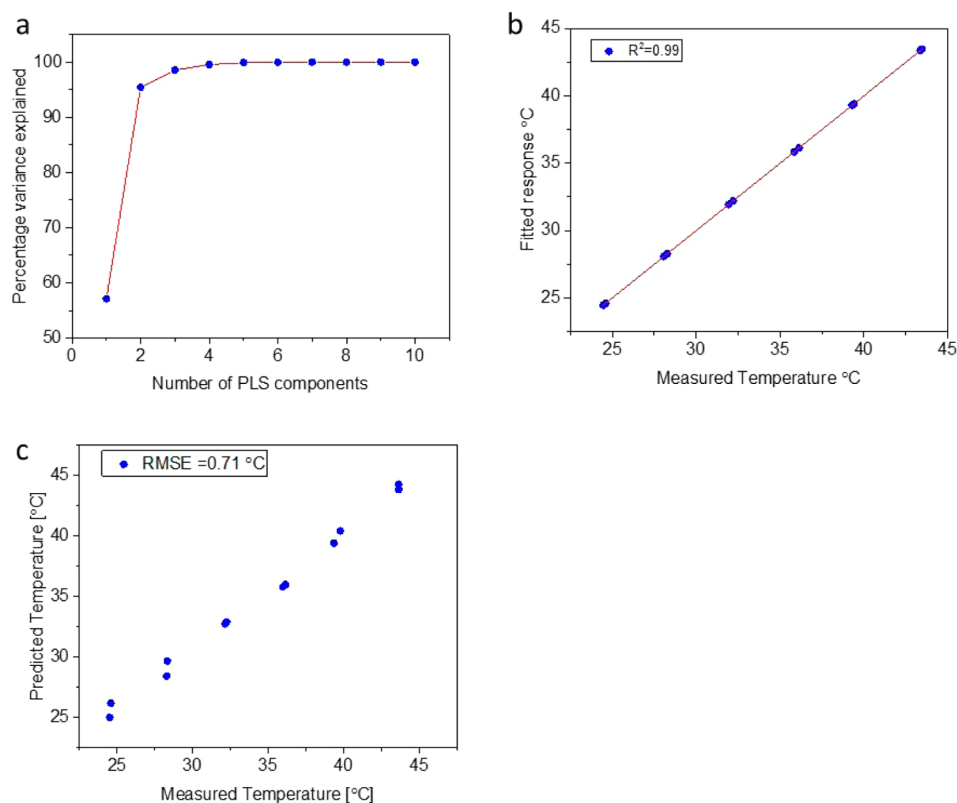 a
100
90
80
70
60
50
0
2
4
6
8
10
Percentage variance explained
Number of PLS components
b
R²=0.99
45
40
35
30
25
25
30
35
40
45
Fitted response °C
Measured Temperature °C
c
RMSE =0.71 °C
45
40
35
30
25
25
30
35
40
45
Predicted Temperature [°C]
Measured Temperature [°C]